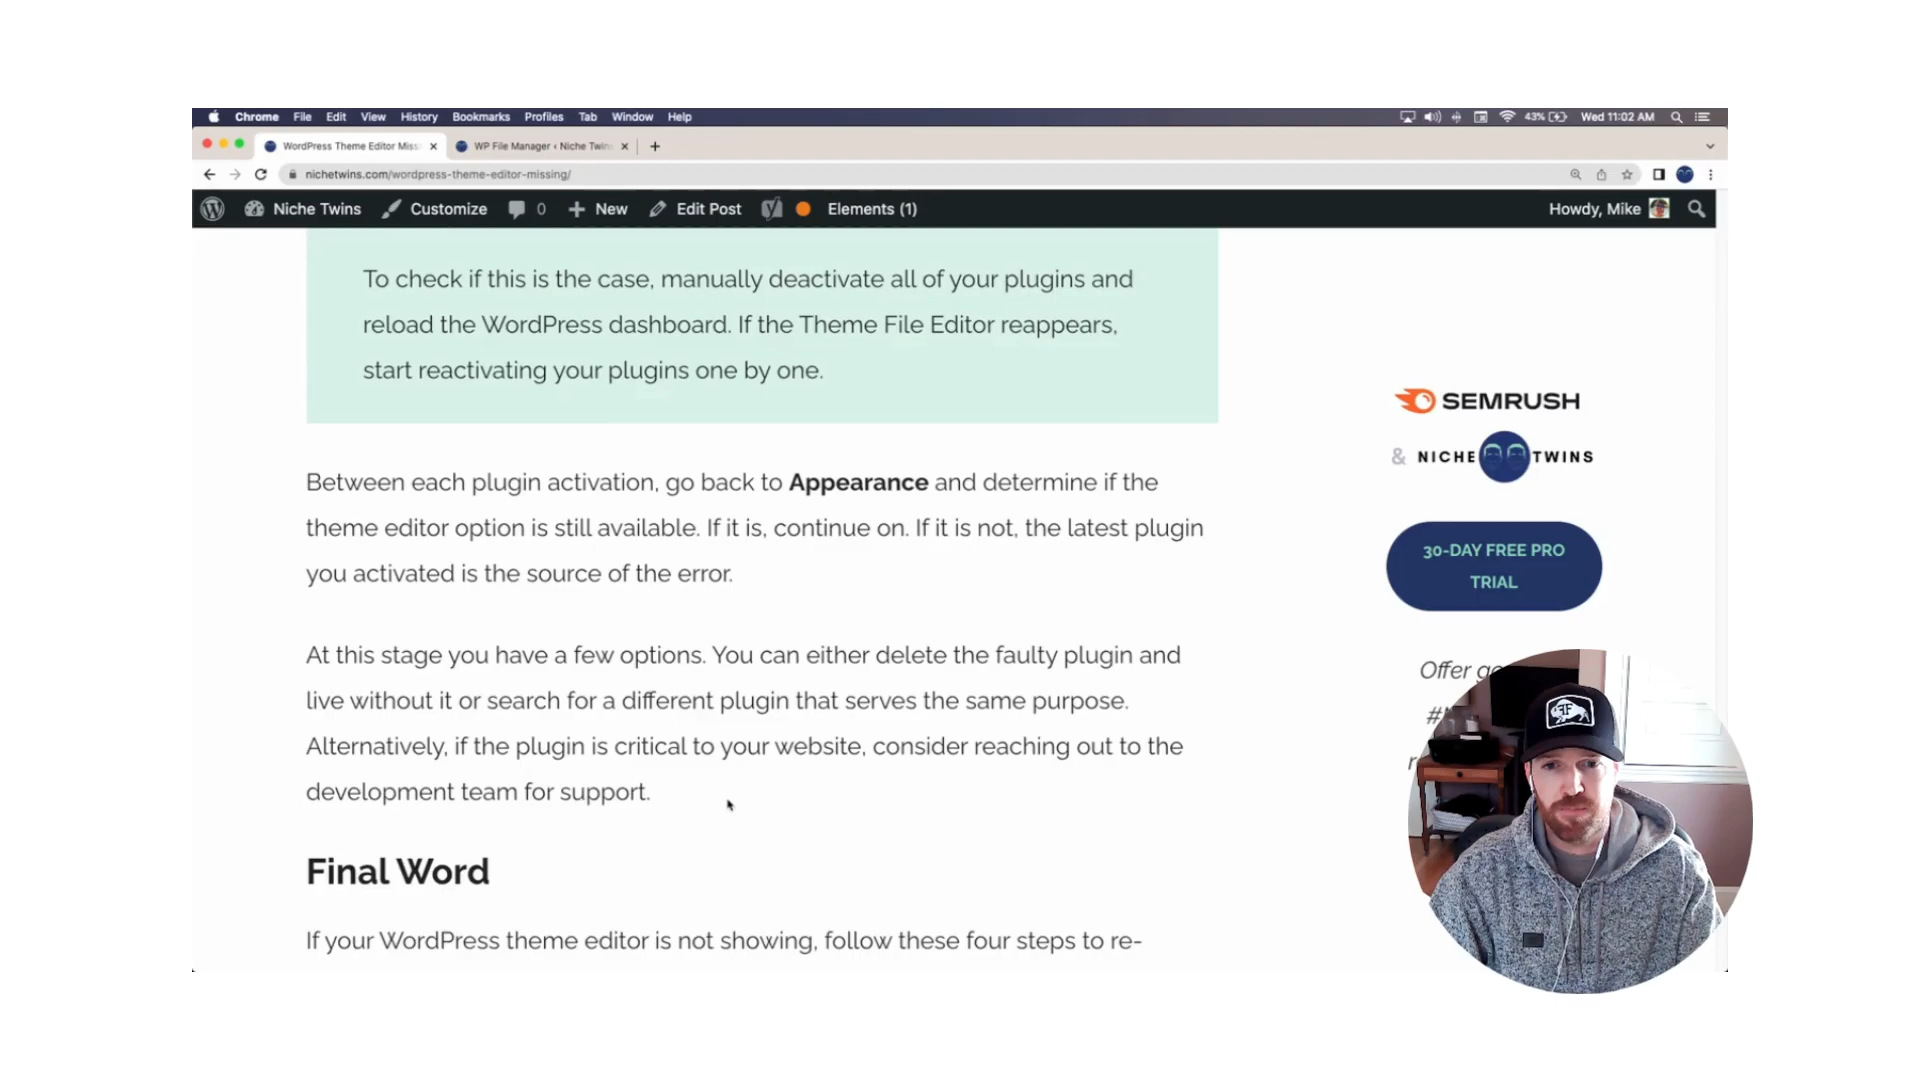 Chrome File Edit View History Bookmarks Profiles Tab Window Help 43% Wed 11:02 AM
WordPress Theme Editor Miss WP File Manager ‹ Niche Twins
nichetwins.com/wordpress-theme-editor-missing/
Niche Twins Customize 0 New Edit Post Elements (1) Howdy, Mike
To check if this is the case, manually deactivate all of your plugins and
reload the WordPress dashboard. If the Theme File Editor reappears,
start reactivating your plugins one by one.
Between each plugin activation, go back to Appearance and determine if the
theme editor option is still available. If it is, continue on. If it is not, the latest plugin
you activated is the source of the error.
At this stage you have a few options. You can either delete the faulty plugin and
live without it or search for a different plugin that serves the same purpose.
Alternatively, if the plugin is critical to your website, consider reaching out to the
development team for support.
Final Word
If your WordPress theme editor is not showing, follow these four steps to re-
SEMRUSH
& NICHE TWINS
30-DAY FREE PRO
TRIAL
Offer